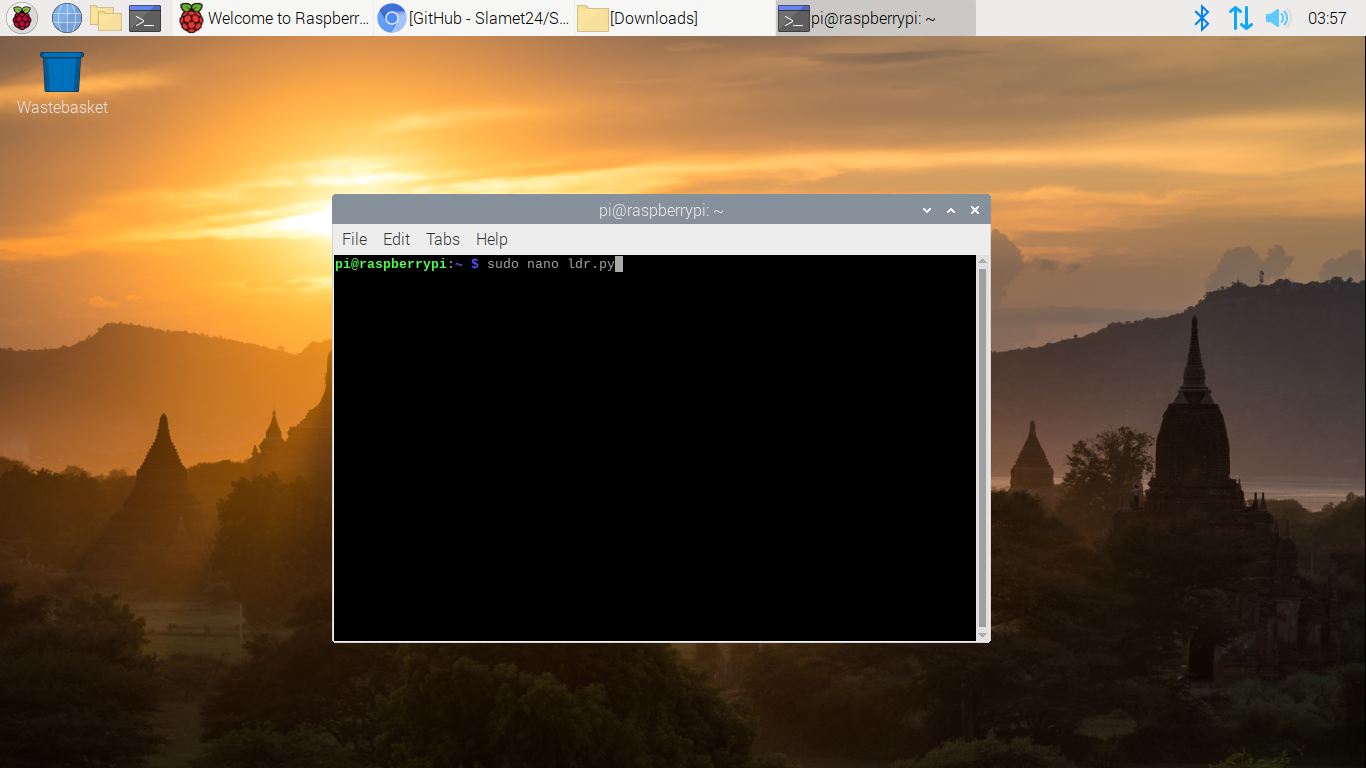 Welcome to Raspberr...
[GitHub - Slamet24/S...
[Downloads]
pi@raspberrypi: ~
03:57
Wastebasket
pi@raspberrypi: ~
File Edit Tabs Help
pi@raspberrypi:~ $ sudo nano ldr.py